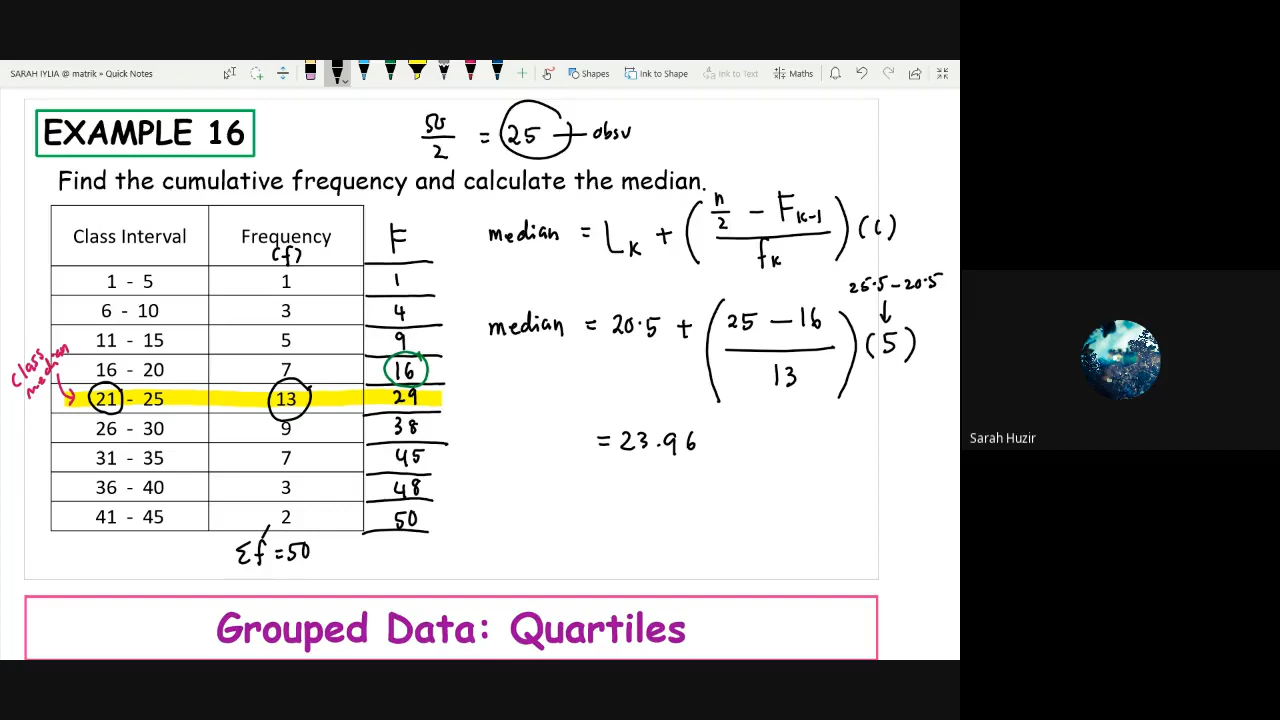 SARAH IYLIA @ matrik » Quick Notes
Shapes
Ink to Shape
Ink to Text
Maths
EXAMPLE 16
50/2 = 25 obsv
Find the cumulative frequency and calculate the median.
Class Interval Frequency (f) F
1 - 5 1 1
6 - 10 3 4
11 - 15 5 9
16 - 20 7 16
21 - 25 13 29
26 - 30 9 38
31 - 35 7 45
36 - 40 3 48
41 - 45 2 50
Σf = 50
Class median
median = L_K + ((n/2 - F_K-1)/f_K)(C)
25.5 - 20.5
median = 20.5 + ((25 - 16)/13)(5)
= 23.96
Grouped Data: Quartiles
Sarah Huzir